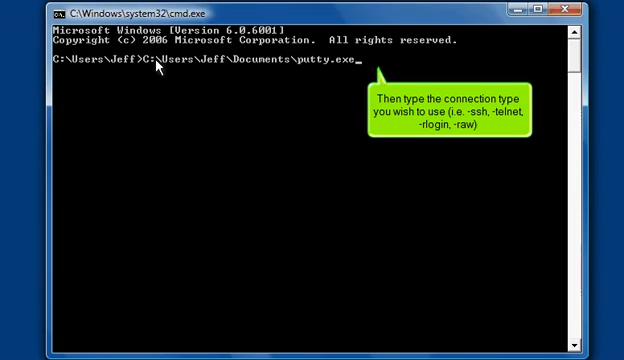 C:\Windows\system32\cmd.exe
Microsoft Windows [Version 6.0.6001]
Copyright (c) 2006 Microsoft Corporation.  All rights reserved.
C:\Users\Jeff>C:\Users\Jeff\Documents\putty.exe_
Then type the connection type
you wish to use (i.e. -ssh, -telnet,
-rlogin, -raw)